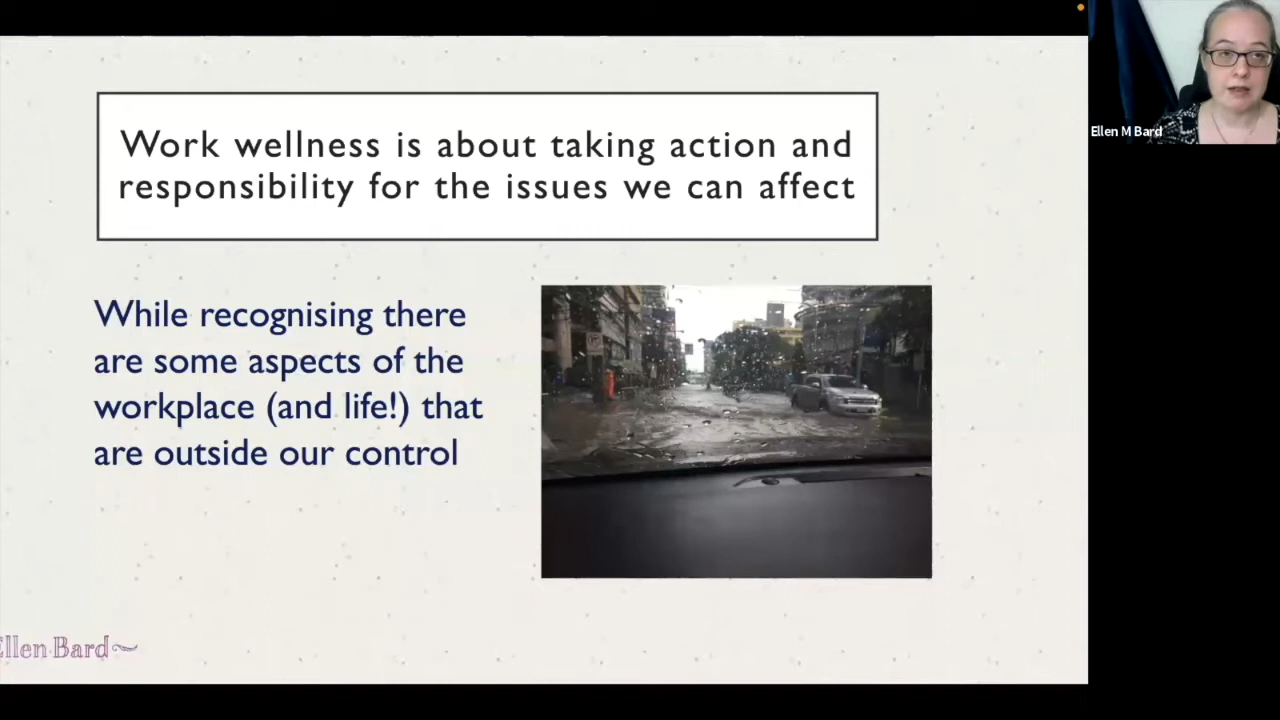 Work wellness is about taking action and
responsibility for the issues we can affect
While recognising there
are some aspects of the
workplace (and life!) that
are outside our control
Ellen M Bard
Ellen Bard